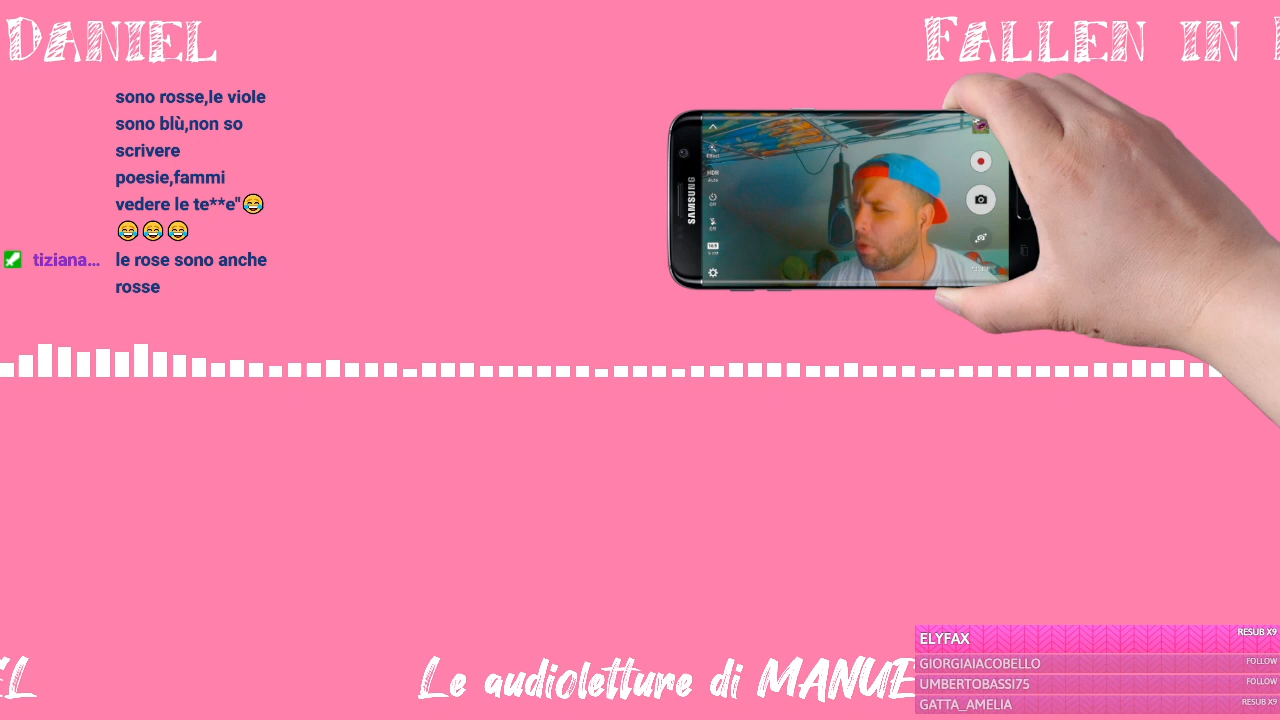 DANIEL
FALLEN IN
sono rosse,le viole
sono blù,non so
scrivere
poesie,fammi
vedere le te**e"😂
😂😂😂
tiziana... le rose sono anche
rosse
SAMSUNG
HDR
EL
Le audioletture di MANUE
ELYFAX RESUB X9
GIORGIAIACOBELLO FOLLOW
UMBERTOBASSI75 FOLLOW
GATTA_AMELIA RESUB X9